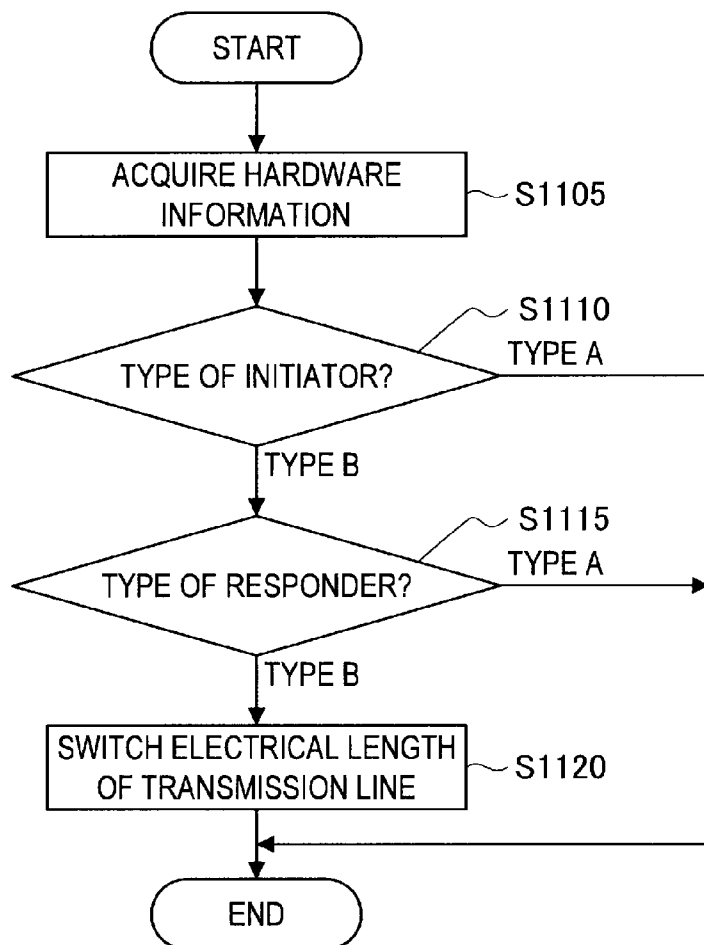 START
ACQUIRE HARDWARE
INFORMATION
S1105
S1110
TYPE OF INITIATOR?
TYPE A
TYPE B
S1115
TYPE OF RESPONDER?
TYPE A
TYPE B
SWITCH ELECTRICAL LENGTH
OF TRANSMISSION LINE
S1120
END